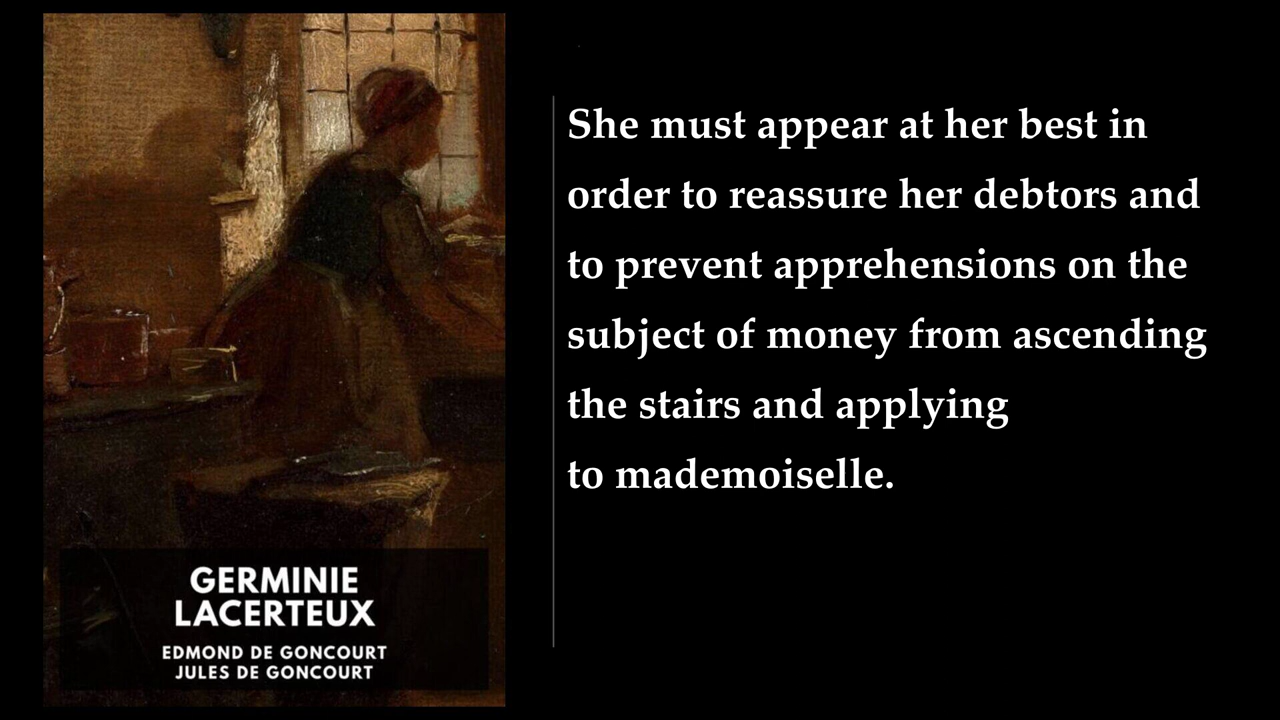 She must appear at her best in
order to reassure her debtors and
to prevent apprehensions on the
subject of money from ascending
the stairs and applying
to mademoiselle.
GERMINIE
LACERTEUX
EDMOND DE GONCOURT
JULES DE GONCOURT